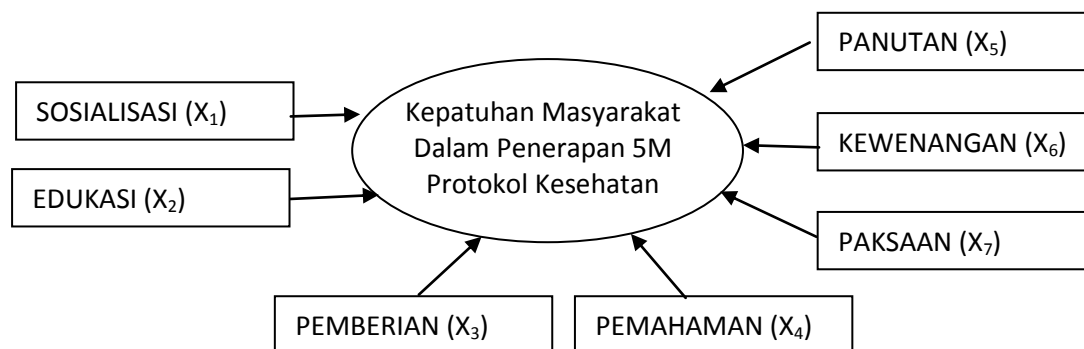 PANUTAN (X₅)
SOSIALISASI (X₁)
Kepatuhan Masyarakat
Dalam Penerapan 5M
Protokol Kesehatan
KEWENANGAN (X₆)
EDUKASI (X₂)
PAKSAAN (X₇)
PEMBERIAN (X₃)
PEMAHAMAN (X₄)